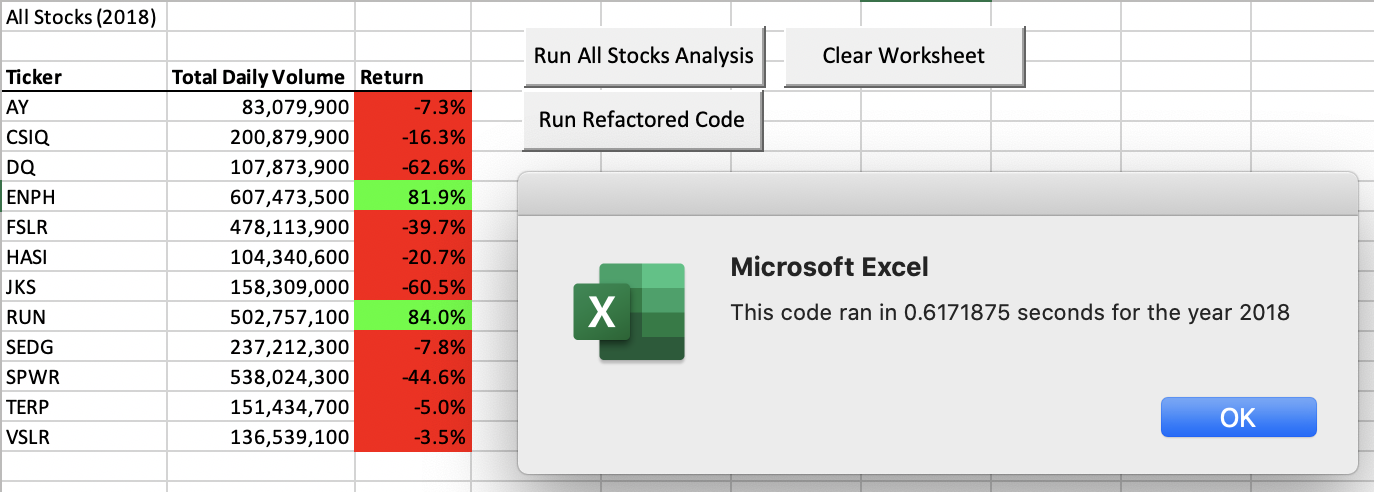 All Stocks (2018)
Run All Stocks Analysis Clear Worksheet
Ticker Total Daily Volume Return
AY 83,079,900 -7.3%
Run Refactored Code
CSIQ 200,879,900 -16.3%
DQ 107,873,900 -62.6%
ENPH 607,473,500 81.9%
FSLR 478,113,900 -39.7%
HASI 104,340,600 -20.7%
JKS 158,309,000 -60.5%
RUN 502,757,100 84.0%
SEDG 237,212,300 -7.8%
SPWR 538,024,300 -44.6%
TERP 151,434,700 -5.0%
VSLR 136,539,100 -3.5%
X
Microsoft Excel
This code ran in 0.6171875 seconds for the year 2018
OK